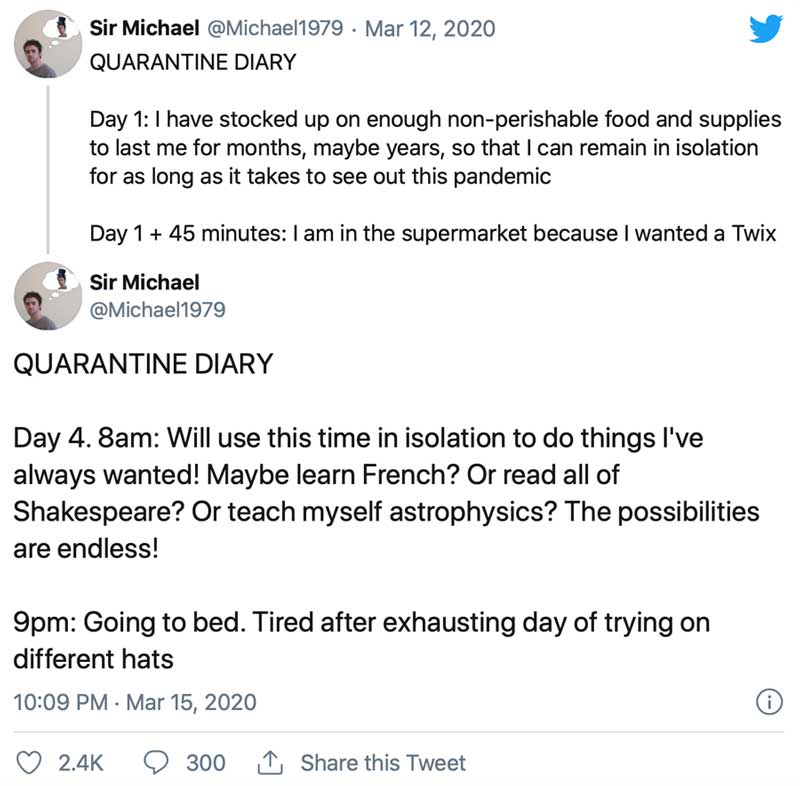 Sir Michael @Michael1979 · Mar 12, 2020
QUARANTINE DIARY
Day 1: I have stocked up on enough non-perishable food and supplies
to last me for months, maybe years, so that I can remain in isolation
for as long as it takes to see out this pandemic
Day 1 + 45 minutes: I am in the supermarket because I wanted a Twix
Sir Michael
@Michael1979
QUARANTINE DIARY
Day 4. 8am: Will use this time in isolation to do things I've
always wanted! Maybe learn French? Or read all of
Shakespeare? Or teach myself astrophysics? The possibilities
are endless!
9pm: Going to bed. Tired after exhausting day of trying on
different hats
10:09 PM · Mar 15, 2020
2.4K 300 Share this Tweet